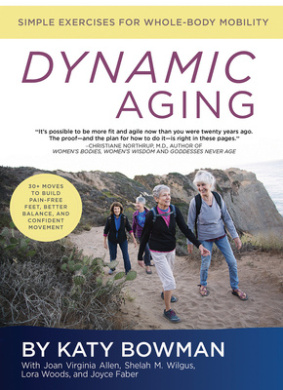 SIMPLE EXERCISES FOR WHOLE-BODY MOBILITY
DYNAMIC
AGING
"It's possible to be more fit and agile now than you were twenty years ago.
The proof—and the plan for how to do it—is right in these pages."
–CHRISTIANE NORTHRUP, M.D., AUTHOR OF
WOMEN'S BODIES, WOMEN'S WISDOM AND GODDESSES NEVER AGE
30+ MOVES
TO BUILD
PAIN-FREE
FEET, BETTER
BALANCE, AND
CONFIDENT
MOVEMENT
BY KATY BOWMAN
With Joan Virginia Allen, Shelah M. Wilgus,
Lora Woods, and Joyce Faber